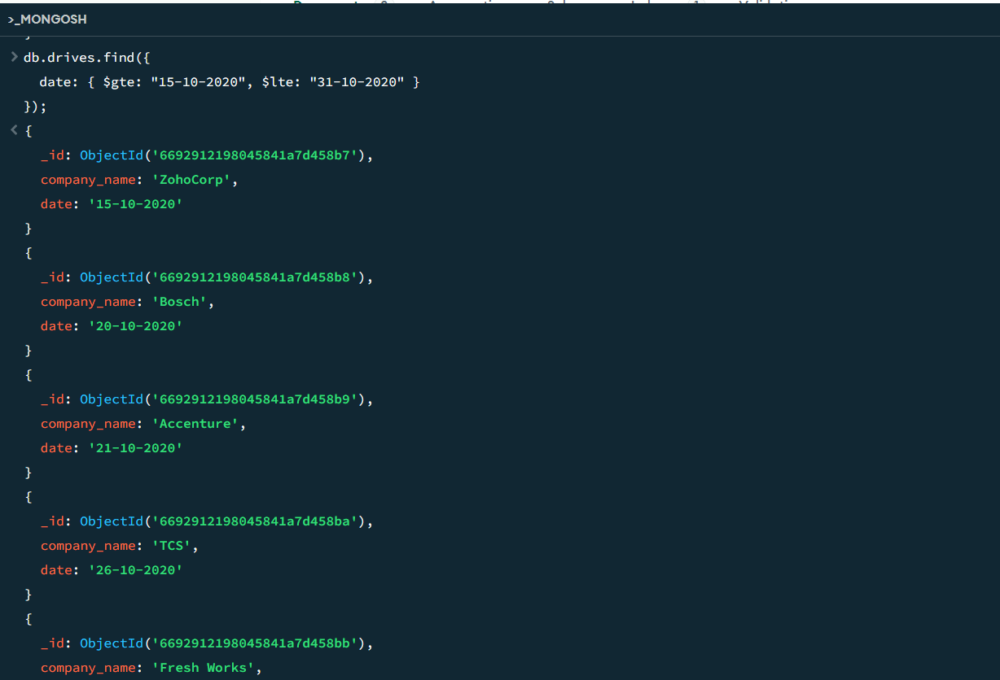 >_MONGOSH
}
> db.drives.find({
date: { $gte: "15-10-2020", $lte: "31-10-2020" }
});
< {
_id: ObjectId('6692912198045841a7d458b7'),
company_name: 'ZohoCorp',
date: '15-10-2020'
}
{
_id: ObjectId('6692912198045841a7d458b8'),
company_name: 'Bosch',
date: '20-10-2020'
}
{
_id: ObjectId('6692912198045841a7d458b9'),
company_name: 'Accenture',
date: '21-10-2020'
}
{
_id: ObjectId('6692912198045841a7d458ba'),
company_name: 'TCS',
date: '26-10-2020'
}
{
_id: ObjectId('6692912198045841a7d458bb'),
company_name: 'Fresh Works',